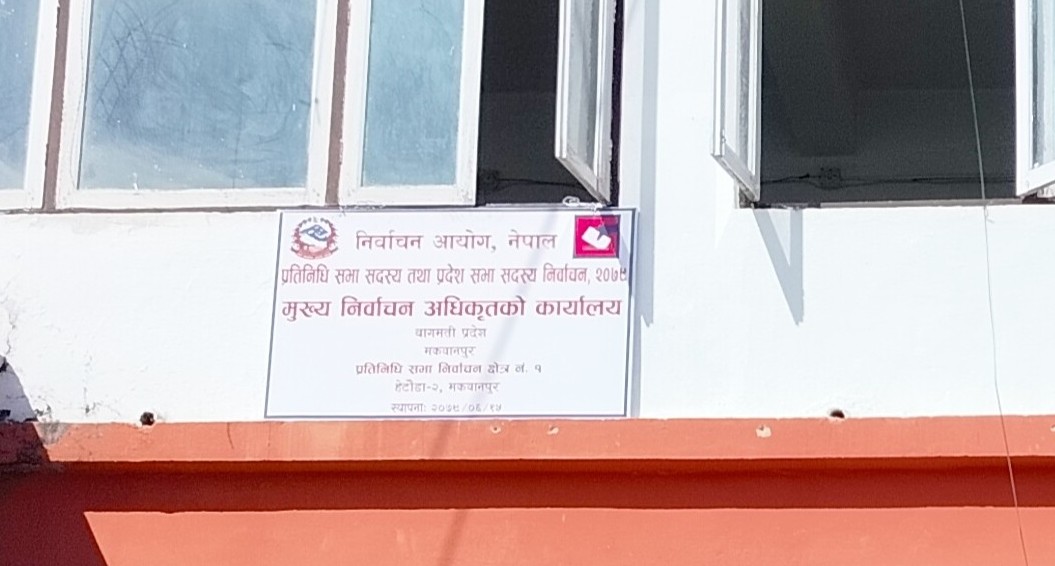 निर्वाचन आयोग, नेपाल
प्रतिनिधि सभा सदस्य तथा प्रदेश सभा सदस्य निर्वाचन, २०७९
मुख्य निर्वाचन अधिकृतको कार्यालय
बागमती प्रदेश
मकवानपुर
प्रतिनिधि सभा निर्वाचन क्षेत्र नं. १
हेटौडा-२, मकवानपुर
स्थापनाः